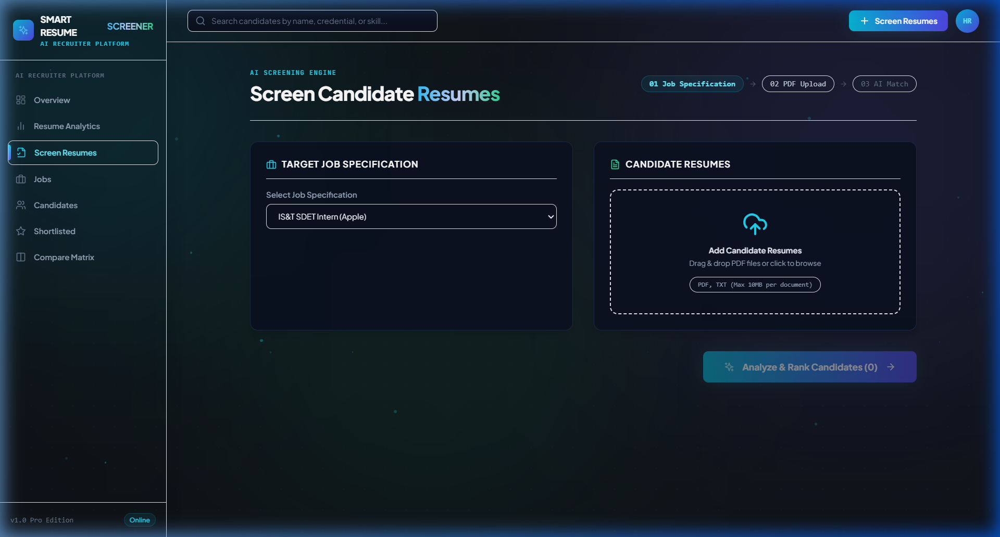 SMART RESUME SCREENER
AI RECRUITER PLATFORM
AI RECRUITER PLATFORM
Overview
Resume Analytics
Screen Resumes
Jobs
Candidates
Shortlisted
Compare Matrix
v1.0 Pro Edition
Online
Search candidates by name, credential, or skill...
Screen Resumes
HR
AI SCREENING ENGINE
Screen Candidate Resumes
01 Job Specification
02 PDF Upload
03 AI Match
TARGET JOB SPECIFICATION
Select Job Specification
IS&T SDET Intern (Apple)
CANDIDATE RESUMES
Add Candidate Resumes
Drag & drop PDF files or click to browse
PDF, TXT (Max 10MB per document)
Analyze & Rank Candidates (0)